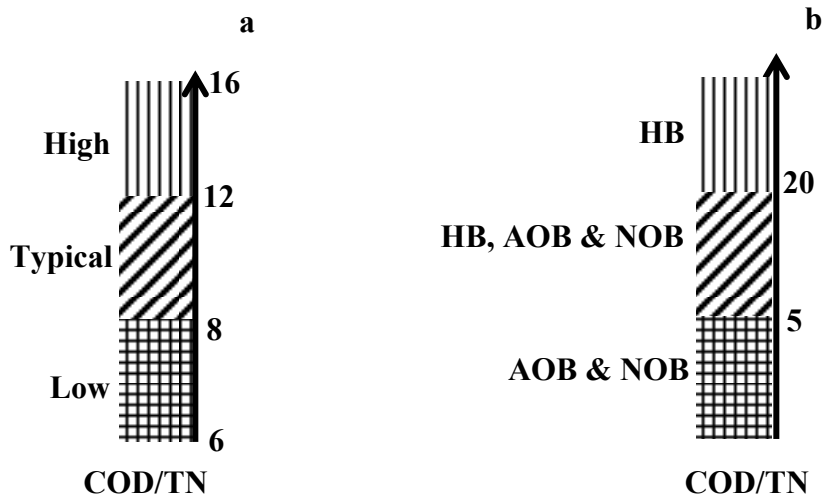 a
16
High
12
Typical
8
Low
6
COD/TN
b
HB
20
HB, AOB & NOB
5
AOB & NOB
COD/TN